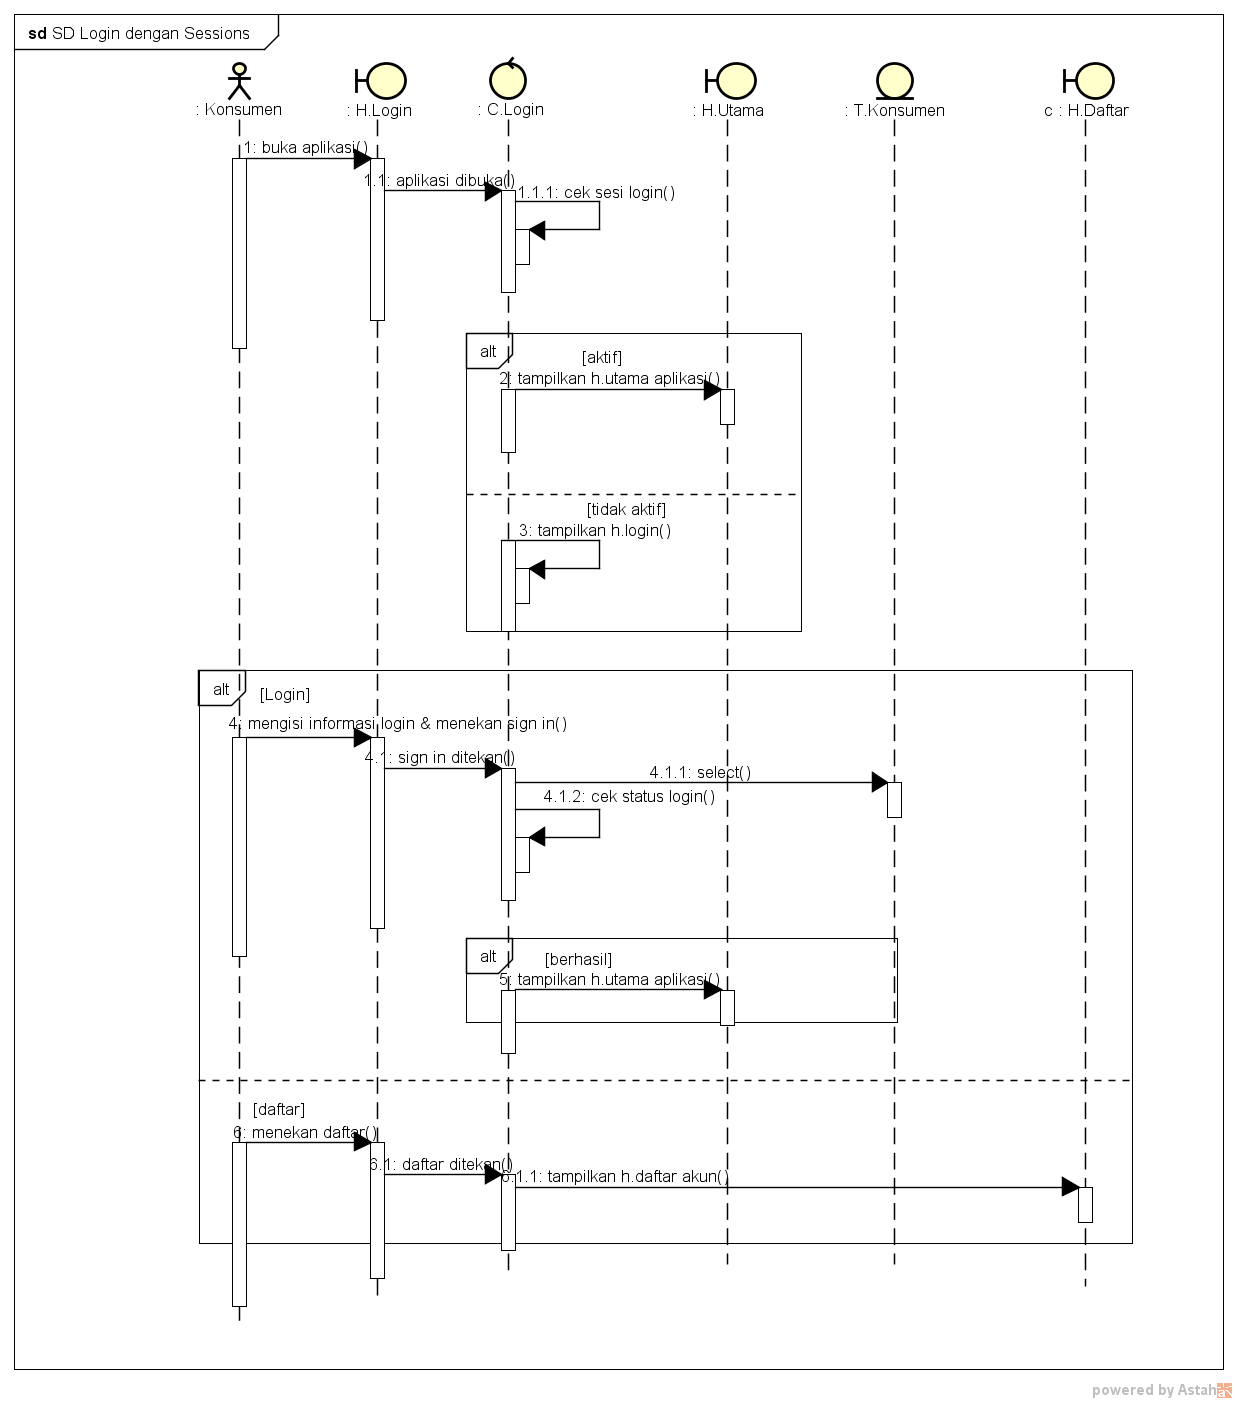 sd SD Login dengan Sessions
: Konsumen
: H.Login
: C.Login
: H.Utama
: T.Konsumen
c : H.Daftar
1: buka aplikasi()
1.1: aplikasi dibuka()
1.1.1: cek sesi login()
alt
[aktif]
2: tampilkan h.utama aplikasi()
[tidak aktif]
3: tampilkan h.login()
alt
[Login]
4: mengisi informasi login & menekan sign in()
4.1: sign in ditekan()
4.1.1: select()
4.1.2: cek status login()
alt
[berhasil]
5: tampilkan h.utama aplikasi()
[daftar]
6: menekan daftar()
6.1: daftar ditekan()
6.1.1: tampilkan h.daftar akun()
powered by Astah